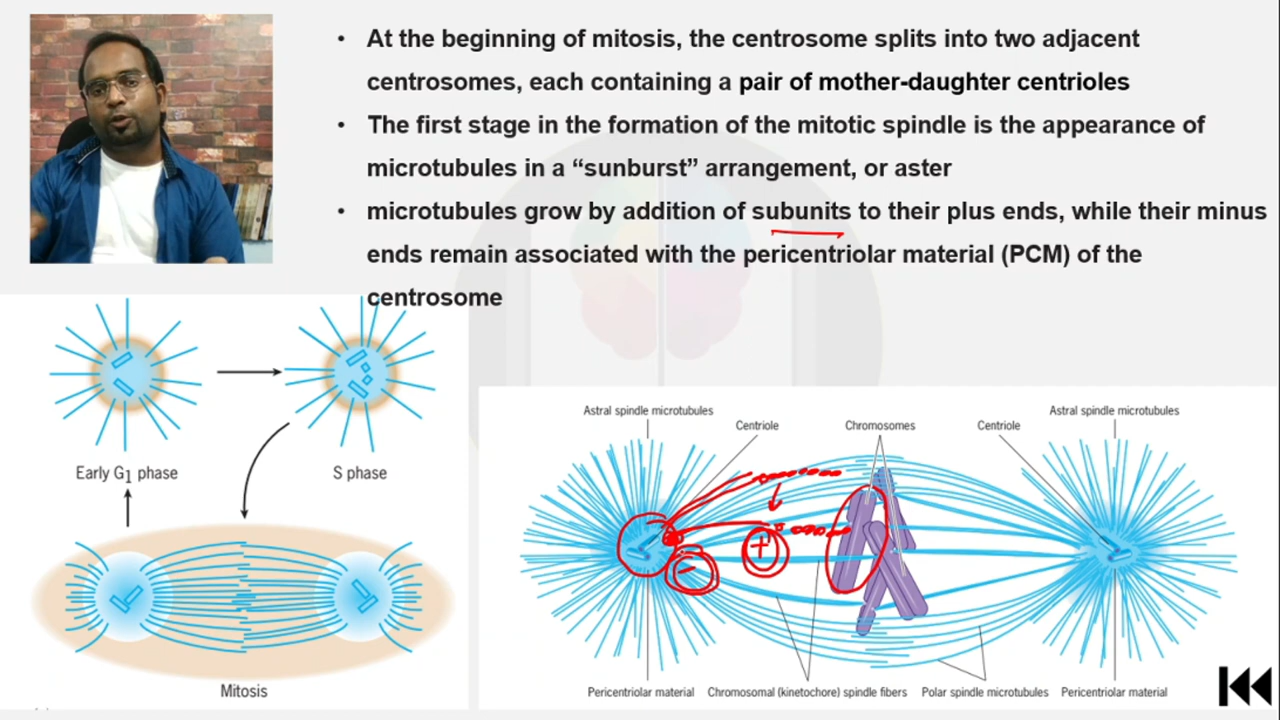 • At the beginning of mitosis, the centrosome splits into two adjacent
centrosomes, each containing a pair of mother-daughter centrioles
• The first stage in the formation of the mitotic spindle is the appearance of
microtubules in a “sunburst” arrangement, or aster
• microtubules grow by addition of subunits to their plus ends, while their minus
ends remain associated with the pericentriolar material (PCM) of the
centrosome
Early G1 phase
S phase
Mitosis
Astral spindle microtubules
Centriole
Chromosomes
Centriole
Astral spindle microtubules
+
−
Pericentriolar material
Chromosomal (kinetochore) spindle fibers
Polar spindle microtubules
Pericentriolar material